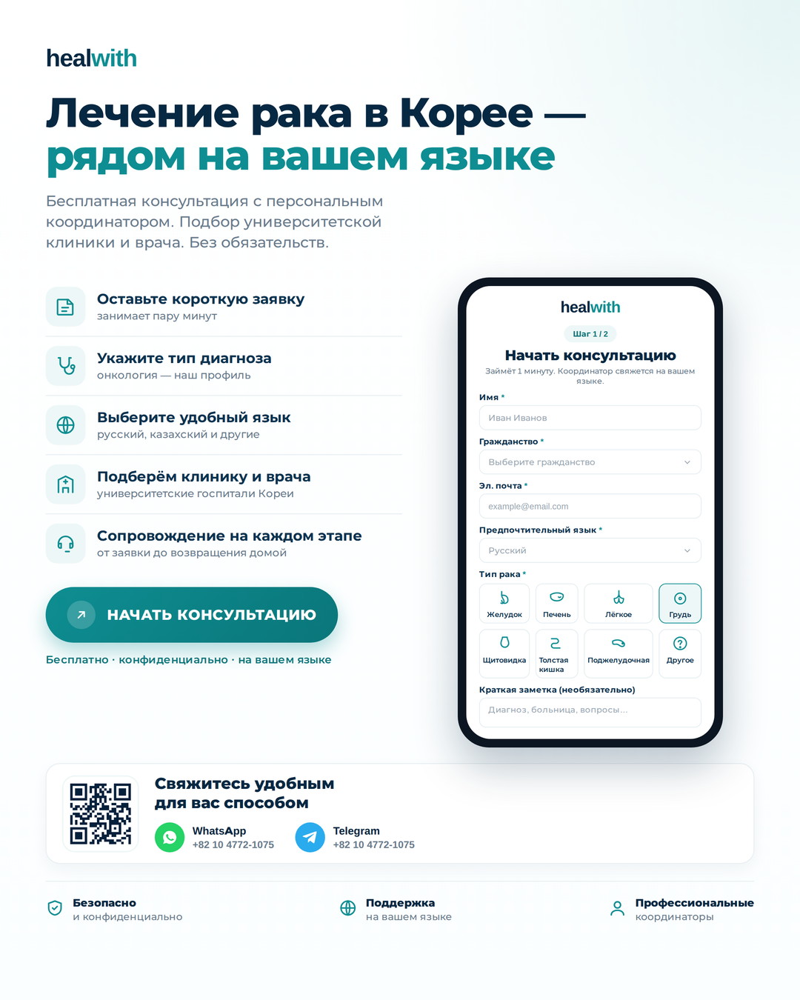 healwith
Лечение рака в Корее —
рядом на вашем языке
Бесплатная консультация с персональным
координатором. Подбор университетской
клиники и врача. Без обязательств.
Оставьте короткую заявку
занимает пару минут
Укажите тип диагноза
онкология — наш профиль
Выберите удобный язык
русский, казахский и другие
Подберём клинику и врача
университетские госпитали Кореи
Сопровождение на каждом этапе
от заявки до возвращения домой
НАЧАТЬ КОНСУЛЬТАЦИЮ
Бесплатно · конфиденциально · на вашем языке
healwith
Шаг 1 / 2
Начать консультацию
Займёт 1 минуту. Координатор свяжется на вашем
языке.
Имя *
Иван Иванов
Гражданство *
Выберите гражданство
Эл. почта *
example@email.com
Предпочтительный язык *
Русский
Тип рака *
Желудок Печень Лёгкое Грудь
Щитовидка Толстая кишка Поджелудочная Другое
Краткая заметка (необязательно)
Диагноз, больница, вопросы...
Свяжитесь удобным
для вас способом
WhatsApp
+82 10 4772-1075
Telegram
+82 10 4772-1075
Безопасно
и конфиденциально
Поддержка
на вашем языке
Профессиональные
координаторы